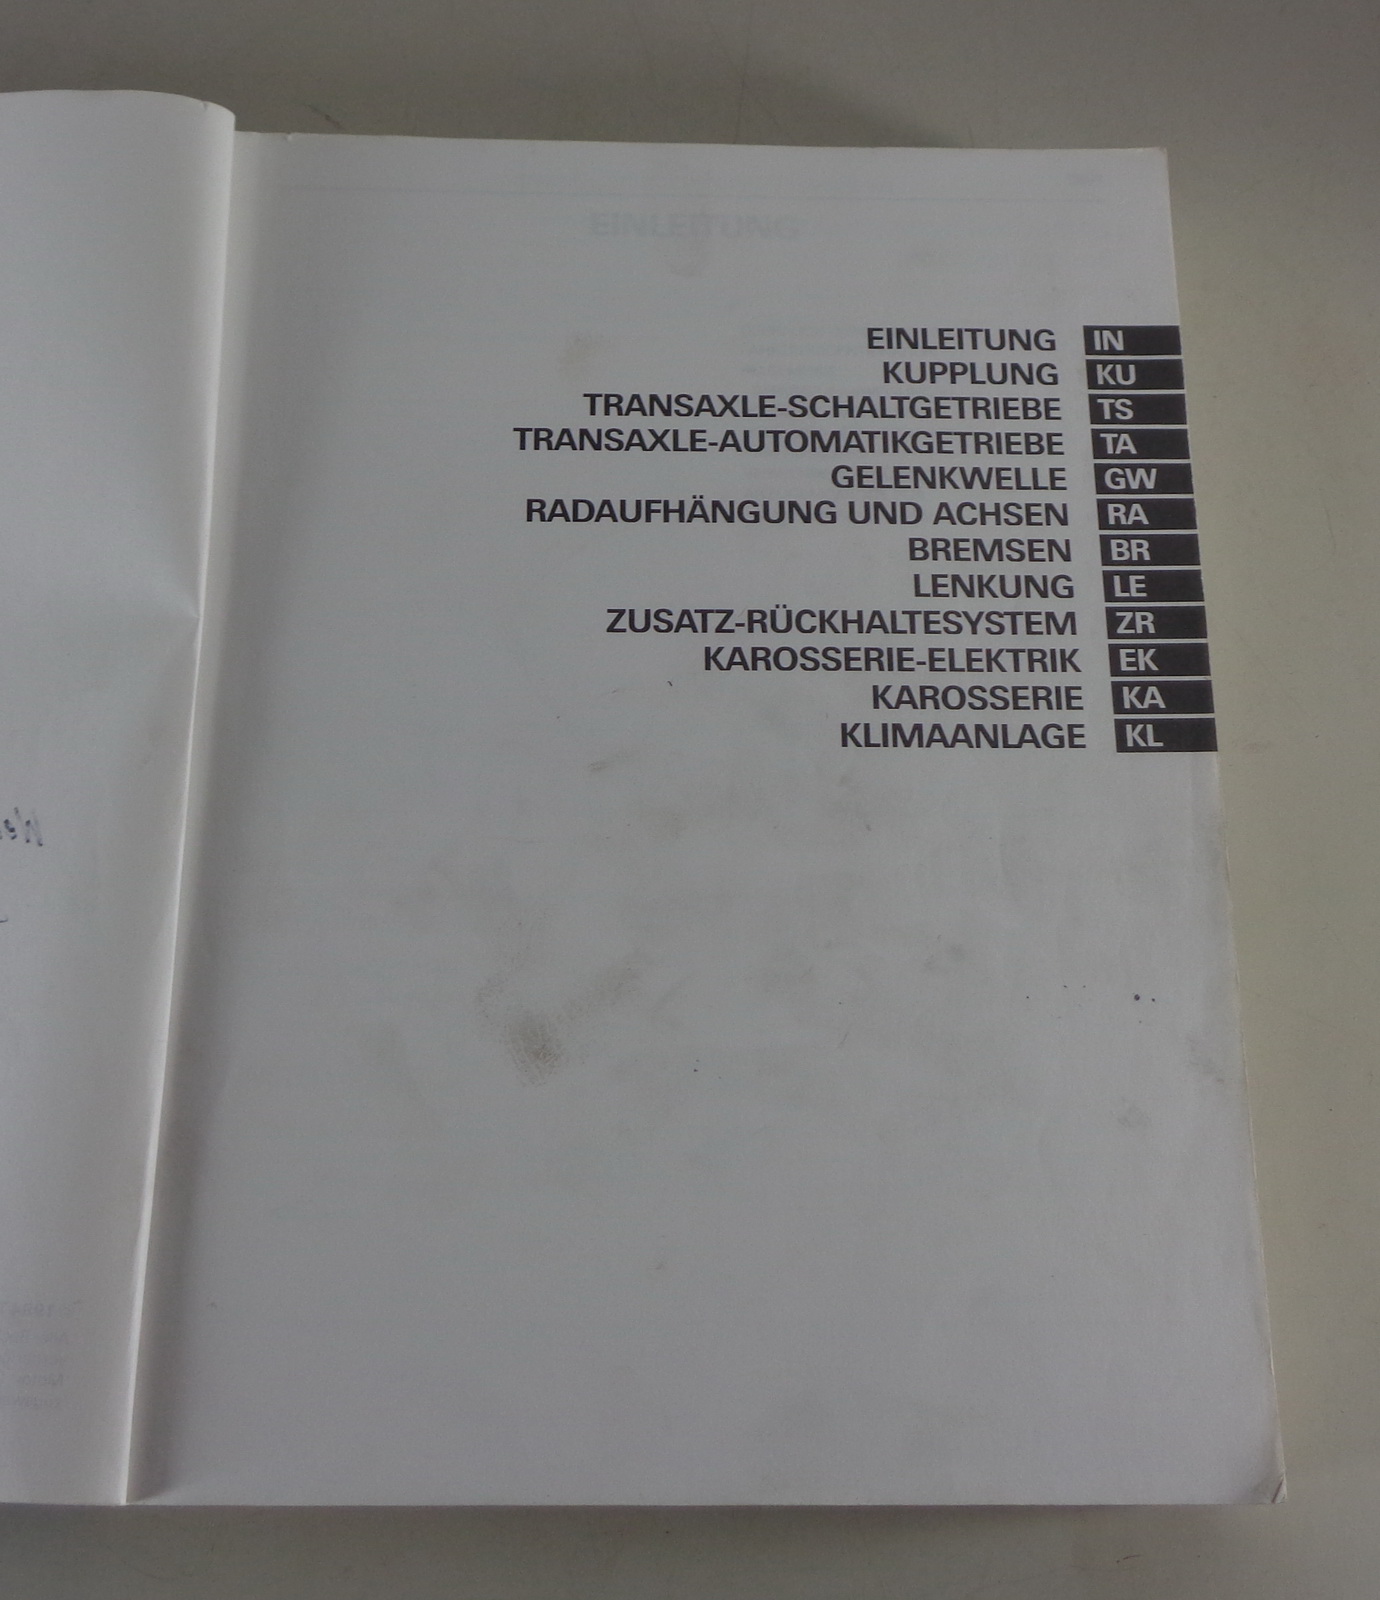 EINLEITUNG
EINLEITUNG IN
KUPPLUNG KU
TRANSAXLE-SCHALTGETRIEBE TS
TRANSAXLE-AUTOMATIKGETRIEBE TA
GELENKWELLE GW
RADAUFHÄNGUNG UND ACHSEN RA
BREMSEN BR
LENKUNG LE
ZUSATZ-RÜCKHALTESYSTEM ZR
KAROSSERIE-ELEKTRIK EK
KAROSSERIE KA
KLIMAANLAGE KL